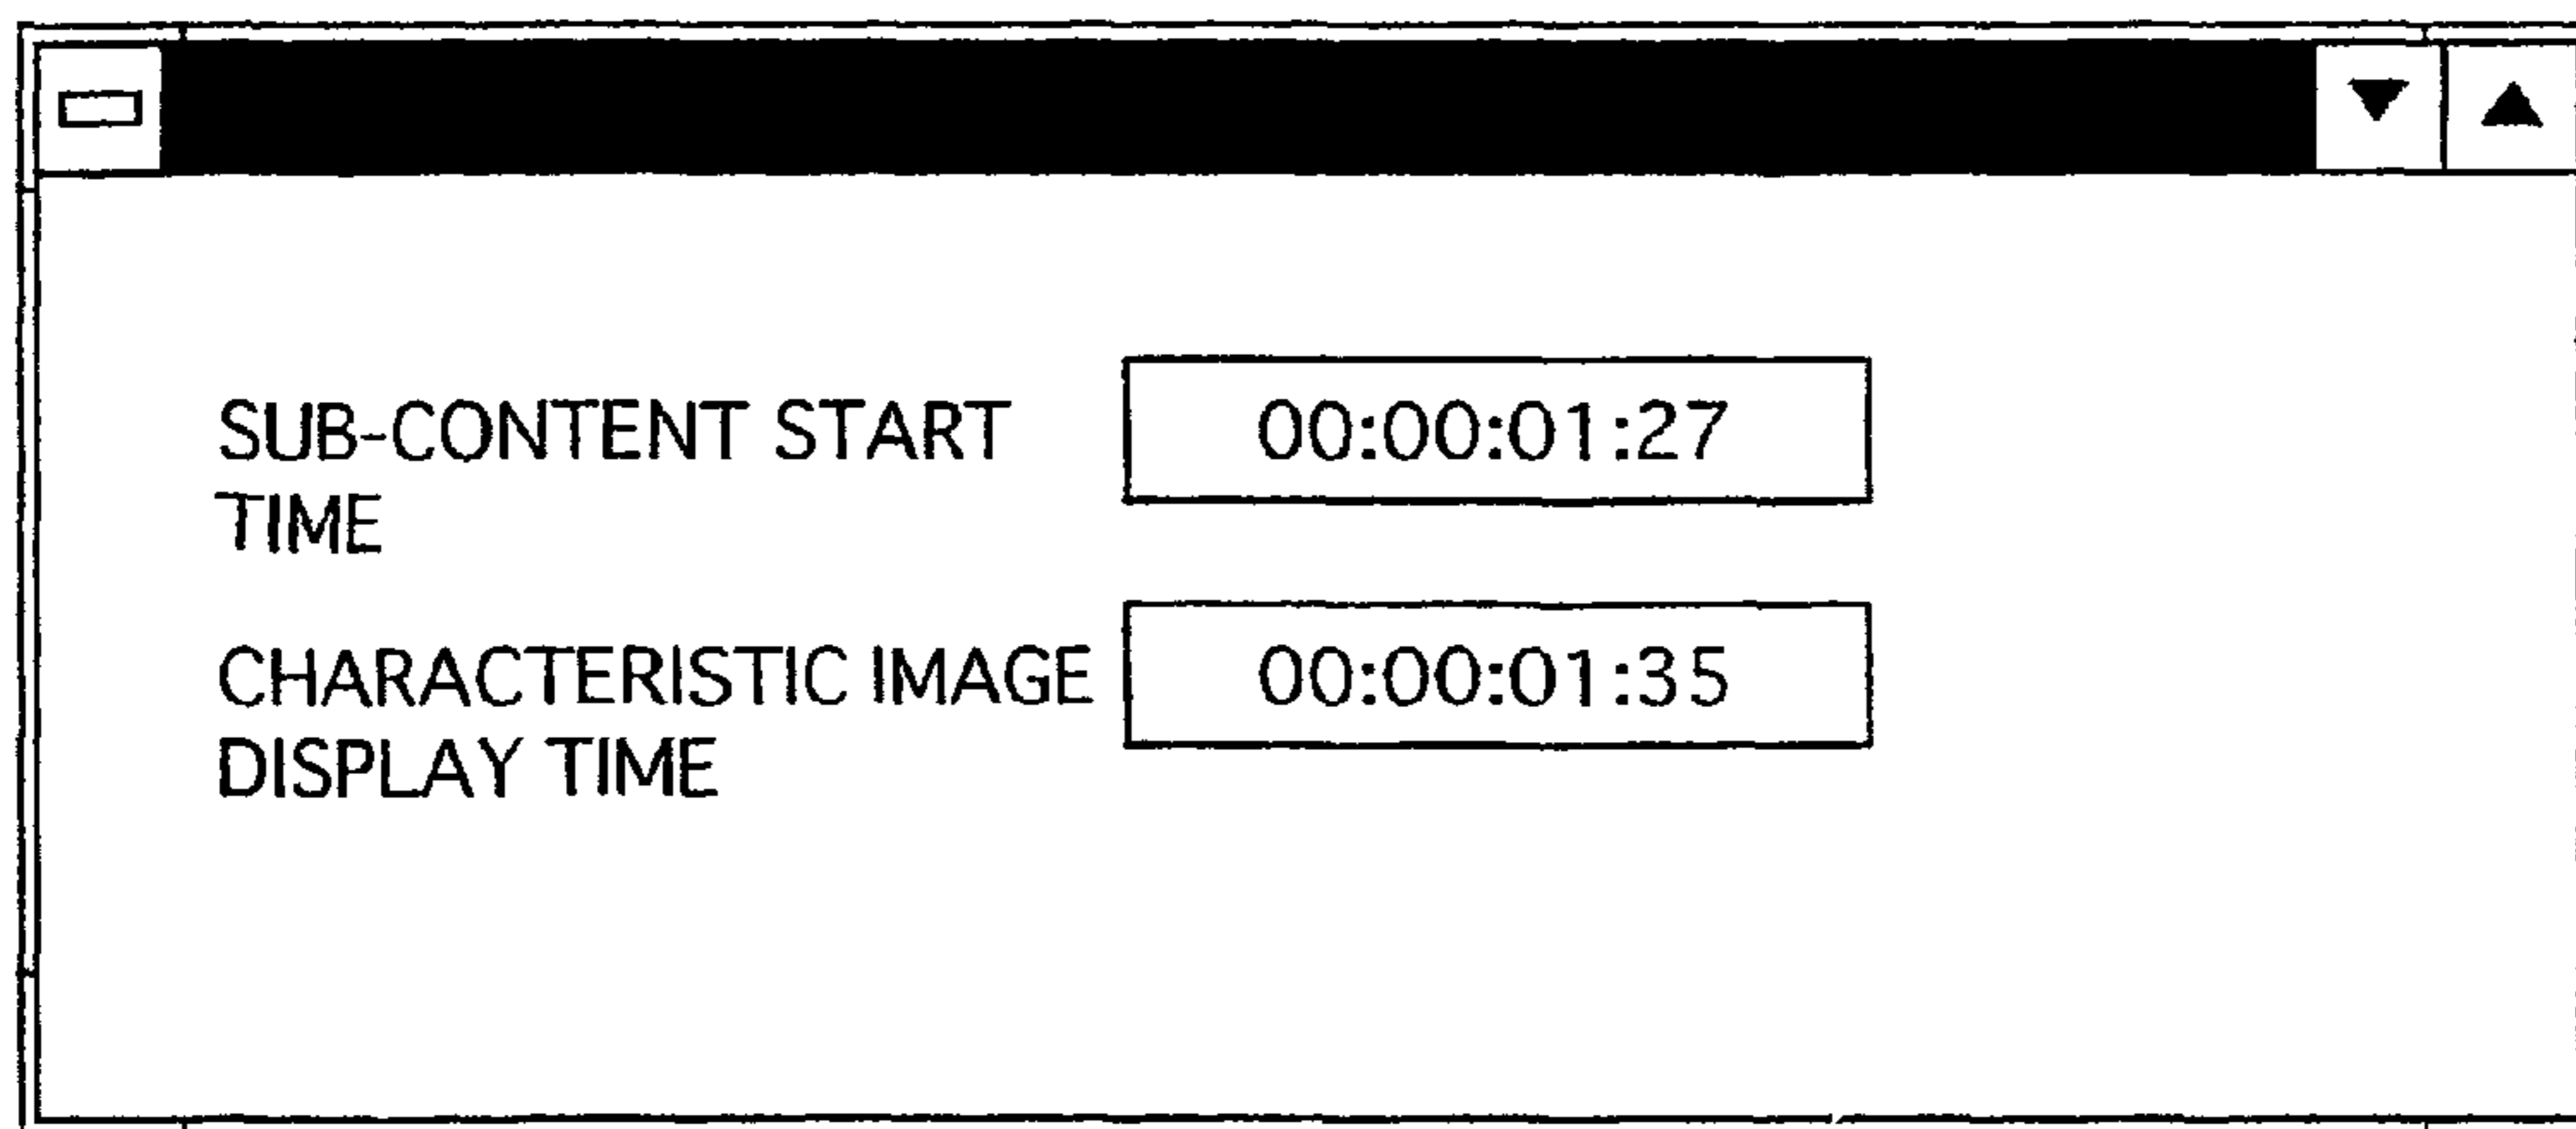 SUB-CONTENT START 00:00:01:27
TIME
CHARACTERISTIC IMAGE 00:00:01:35
DISPLAY TIME